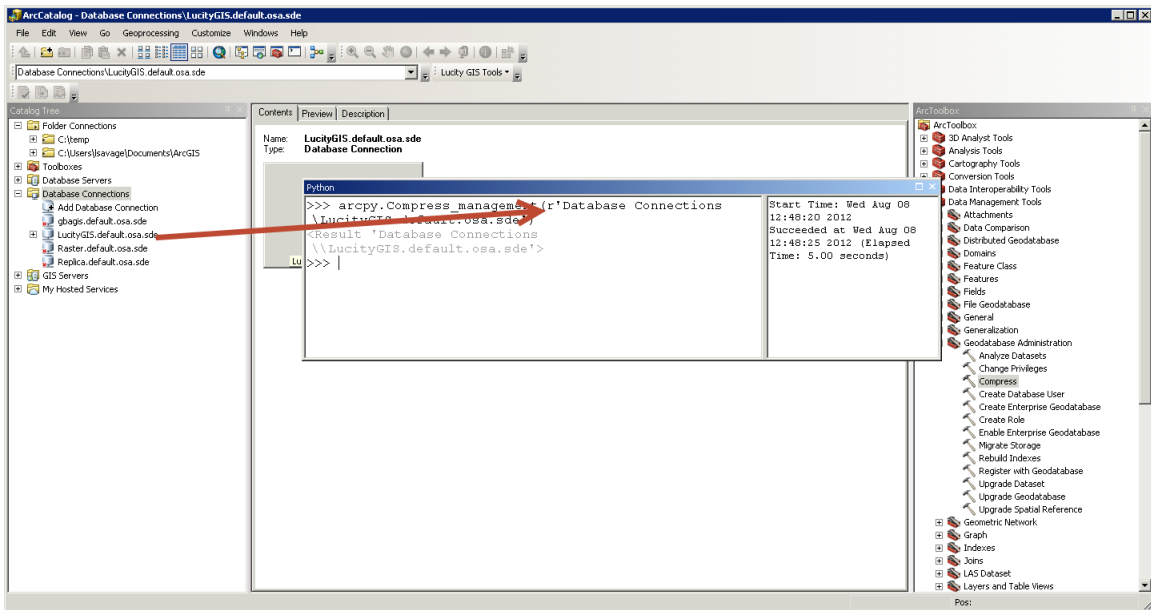 ArcCatalog - Database Connections\LucityGIS.default.osa.sde
File Edit View Go Geoprocessing Customize Windows Help
Database Connections\LucityGIS.default.osa.sde
Lucity GIS Tools
Catalog Tree
Folder Connections
C:\temp
C:\Users\lsavage\Documents\ArcGIS
Toolboxes
Database Servers
Database Connections
Add Database Connection
gbagis.default.osa.sde
LucityGIS.default.osa.sde
Raster.default.osa.sde
Replica.default.osa.sde
GIS Servers
My Hosted Services
Contents Preview Description
Name: LucityGIS.default.osa.sde
Type: Database Connection
Lu
Python
>>> arcpy.Compress_management(r'Database Connections
\LucityGIS.default.osa.sde')
<Result 'Database Connections
\\LucityGIS.default.osa.sde'>
>>>
Start Time: Wed Aug 08
12:48:20 2012
Succeeded at Wed Aug 08
12:48:25 2012 (Elapsed
Time: 5.00 seconds)
ArcToolbox
ArcToolbox
3D Analyst Tools
Analysis Tools
Cartography Tools
Conversion Tools
Data Interoperability Tools
Data Management Tools
Attachments
Data Comparison
Distributed Geodatabase
Domains
Feature Class
Features
Fields
File Geodatabase
General
Generalization
Geodatabase Administration
Analyze Datasets
Change Privileges
Compress
Create Database User
Create Enterprise Geodatabase
Create Role
Enable Enterprise Geodatabase
Migrate Storage
Rebuild Indexes
Register with Geodatabase
Upgrade Dataset
Upgrade Geodatabase
Upgrade Spatial Reference
Geometric Network
Graph
Indexes
Joins
LAS Dataset
Layers and Table Views
Pos: